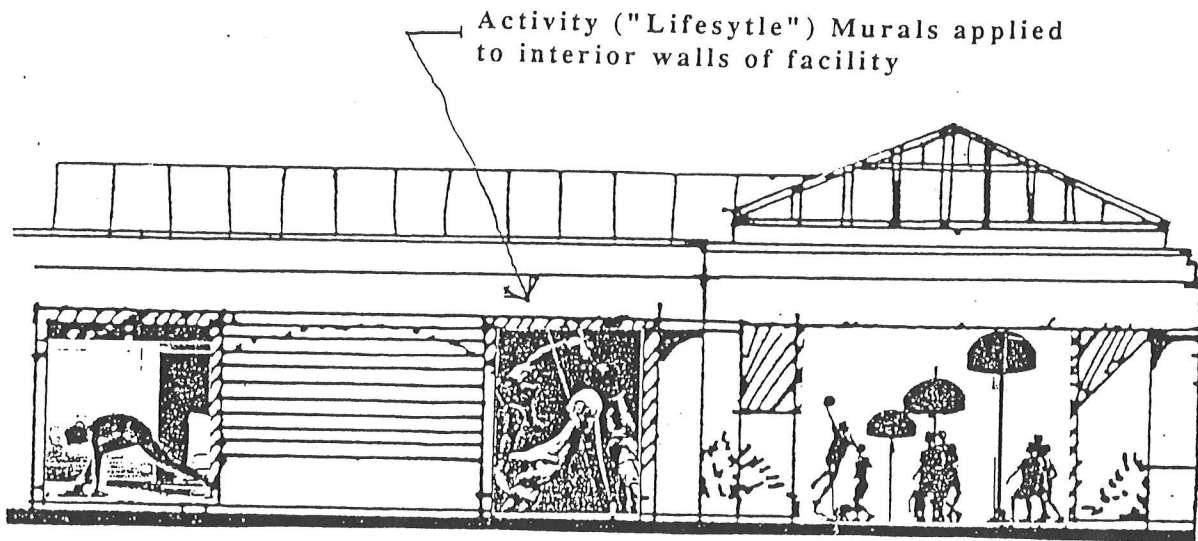 Activity ("Lifesytle") Murals applied
to interior walls of facility